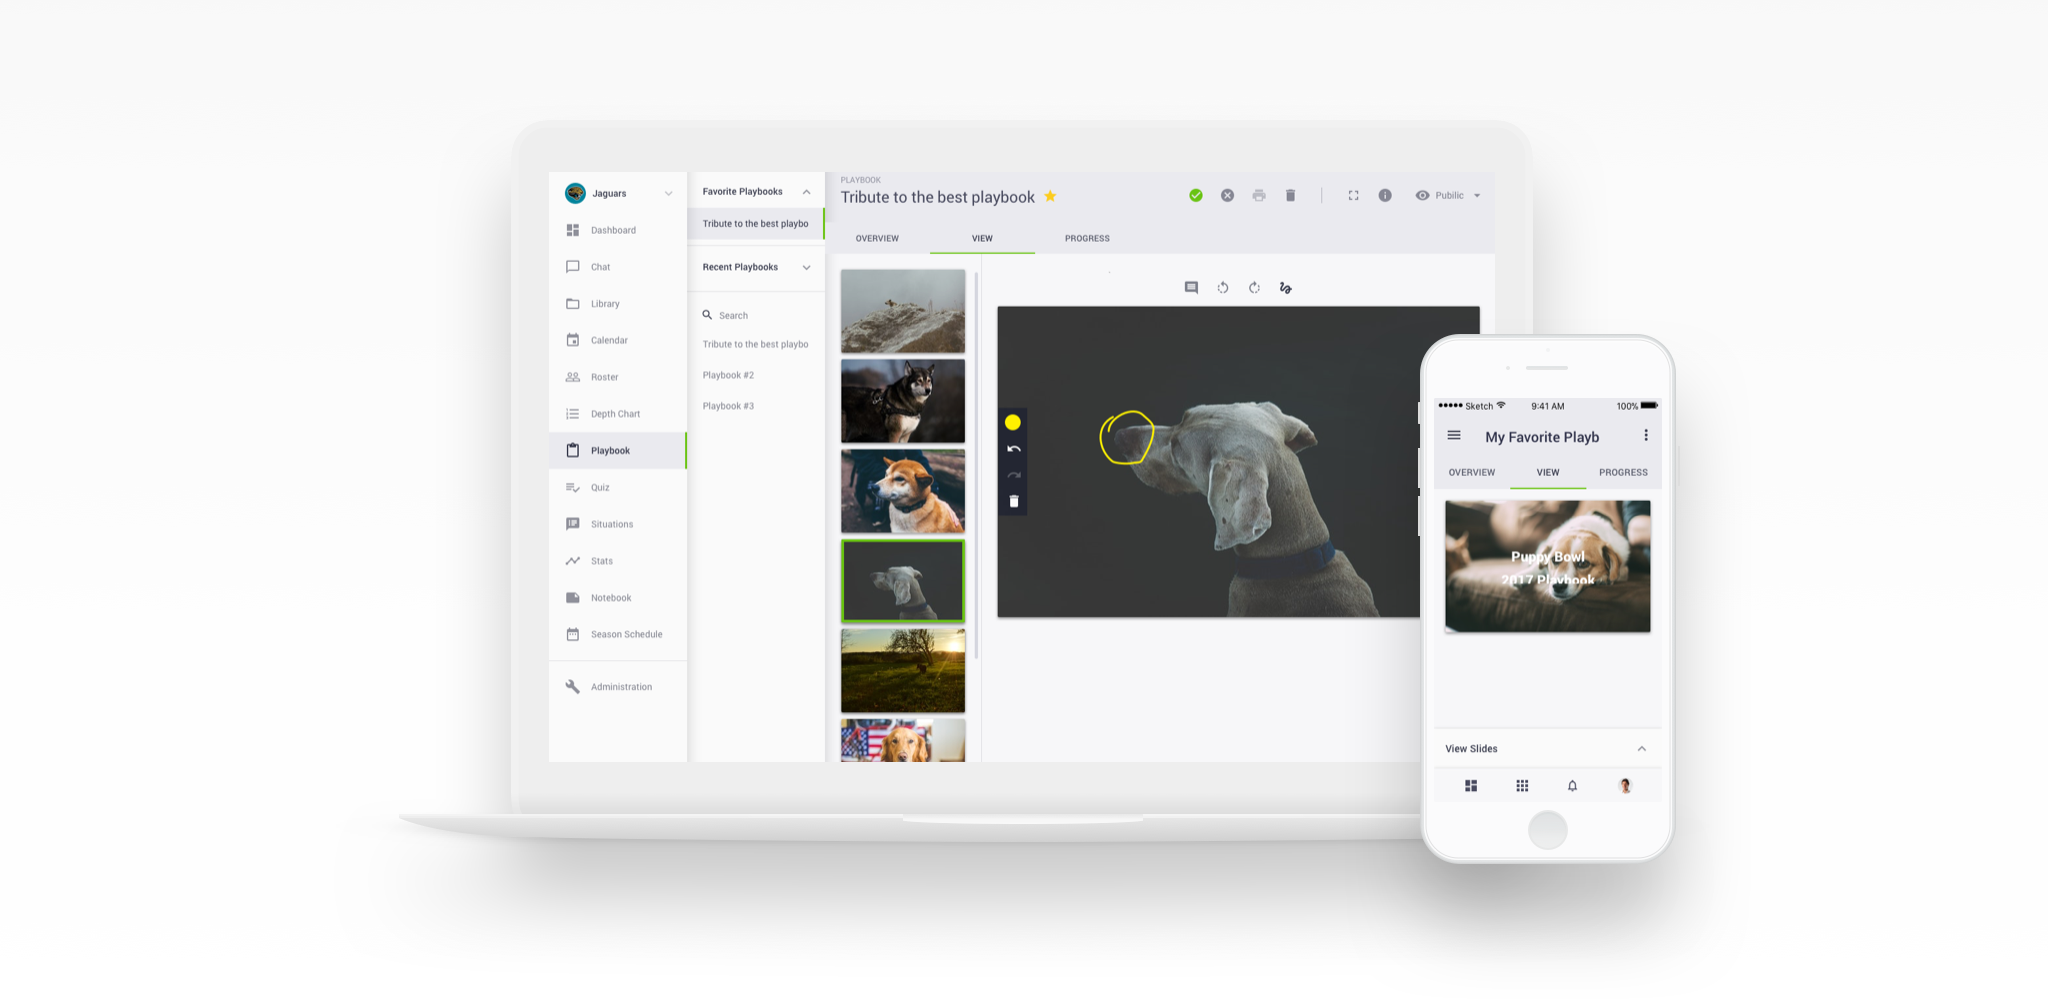 Jaguars
Dashboard
Chat
Library
Calendar
Roster
Depth Chart
Playbook
Quiz
Situations
Stats
Notebook
Season Schedule
Administration
Favorite Playbooks
Tribute to the best playbo
Recent Playbooks
Search
Tribute to the best playbo
Playbook #2
Playbook #3
PLAYBOOK
Tribute to the best playbook
Public
OVERVIEW VIEW PROGRESS
Sketch 9:41 AM 100%
My Favorite Playb
OVERVIEW VIEW PROGRESS
Puppy Bowl
2017 Playbook
View Slides